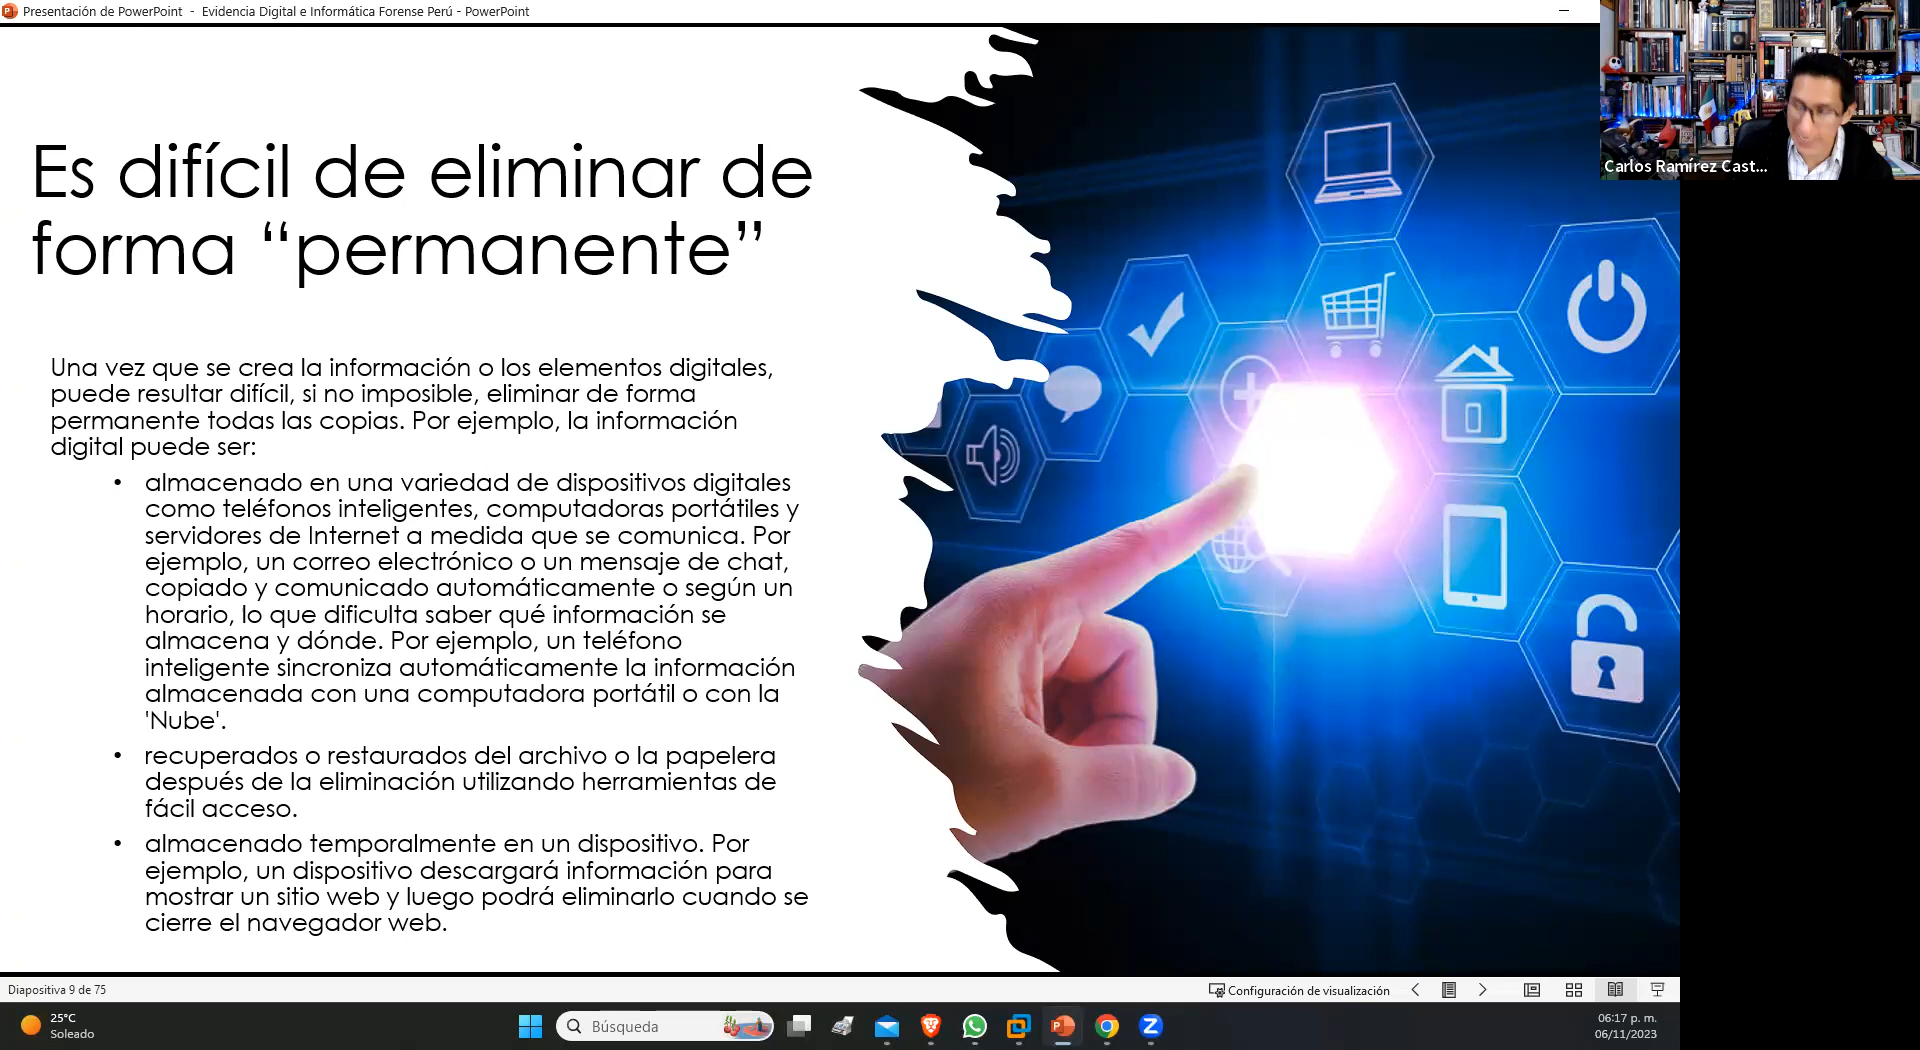 Presentación de PowerPoint - Evidencia Digital e Informática Forense Perú - PowerPoint
Carlos Ramírez Cast...
Es difícil de eliminar de
forma “permanente”
Una vez que se crea la información o los elementos digitales,
puede resultar difícil, si no imposible, eliminar de forma
permanente todas las copias. Por ejemplo, la información
digital puede ser:
• almacenado en una variedad de dispositivos digitales
como teléfonos inteligentes, computadoras portátiles y
servidores de Internet a medida que se comunica. Por
ejemplo, un correo electrónico o un mensaje de chat,
copiado y comunicado automáticamente o según un
horario, lo que dificulta saber qué información se
almacena y dónde. Por ejemplo, un teléfono
inteligente sincroniza automáticamente la información
almacenada con una computadora portátil o con la
'Nube'.
• recuperados o restaurados del archivo o la papelera
después de la eliminación utilizando herramientas de
fácil acceso.
• almacenado temporalmente en un dispositivo. Por
ejemplo, un dispositivo descargará información para
mostrar un sitio web y luego podrá eliminarlo cuando se
cierre el navegador web.
Diapositiva 9 de 75
Configuración de visualización
25°C
Soleado
Búsqueda
06:17 p. m.
06/11/2023